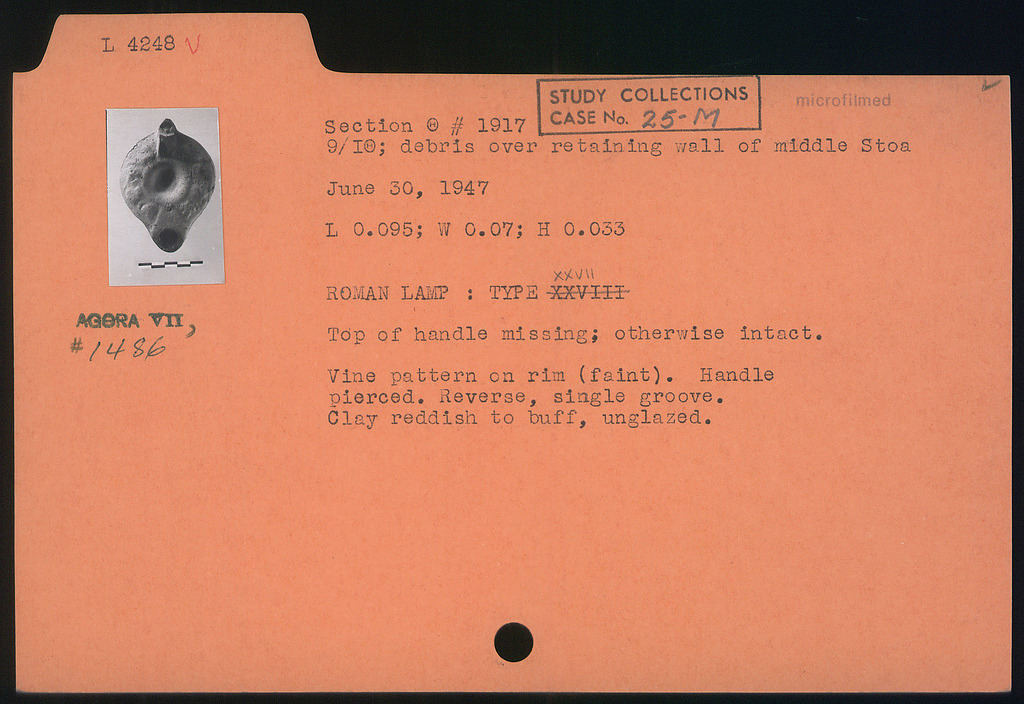 L 4248 V
STUDY COLLECTIONS
CASE No. 25-M
microfilmed
Section Θ # 1917
9/ΙΘ; debris over retaining wall of middle Stoa
June 30, 1947
L 0.095; W 0.07; H 0.033
XXVII
ROMAN LAMP : TYPE XXVIII
AGORA VII,
#1486
Top of handle missing; otherwise intact.
Vine pattern on rim (faint). Handle
pierced. Reverse, single groove.
Clay reddish to buff, unglazed.